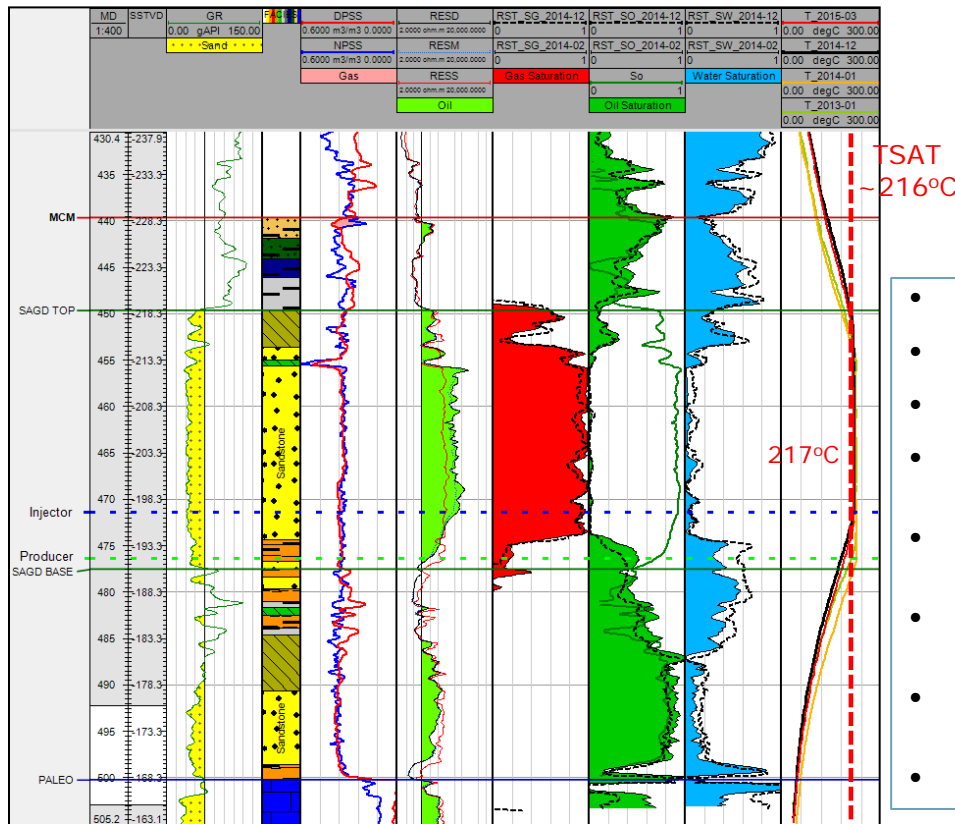 MD SSTVD GR FACIES DPSS RESD RST_SG_2014-12 RST_SO_2014-12 RST_SW_2014-12 T_2015-03
1:400 0.00 gAPI 150.00 0.6000 m3/m3 0.0000 2.0000 ohm.m 20,000.0000 0 1 0 1 0 1 0.00 degC 300.00
Sand NPSS RESM RST_SG_2014-02 RST_SO_2014-02 RST_SW_2014-02 T_2014-12
0.6000 m3/m3 0.0000 2.0000 ohm.m 20,000.0000 0 1 0 1 0 1 0.00 degC 300.00
Gas RESS Gas Saturation So Water Saturation T_2014-01
2.0000 ohm.m 20,000.0000 0 1 0.00 degC 300.00
Oil Oil Saturation T_2013-01
0.00 degC 300.00
430.4 -237.9
TSAT
~216°C
435 -233.3
MCM
440 -228.3
445 -223.3
SAGD TOP
450 -218.3
455 -213.3
460 -208.3
Sandstone
465 -203.3
217°C
470 -198.3
Injector
475 -193.3
Producer
SAGD BASE
480 -188.3
485 -183.3
490 -178.3
495 -173.3
Sandstone
PALEO
500 -168.3
505.2 -163.1